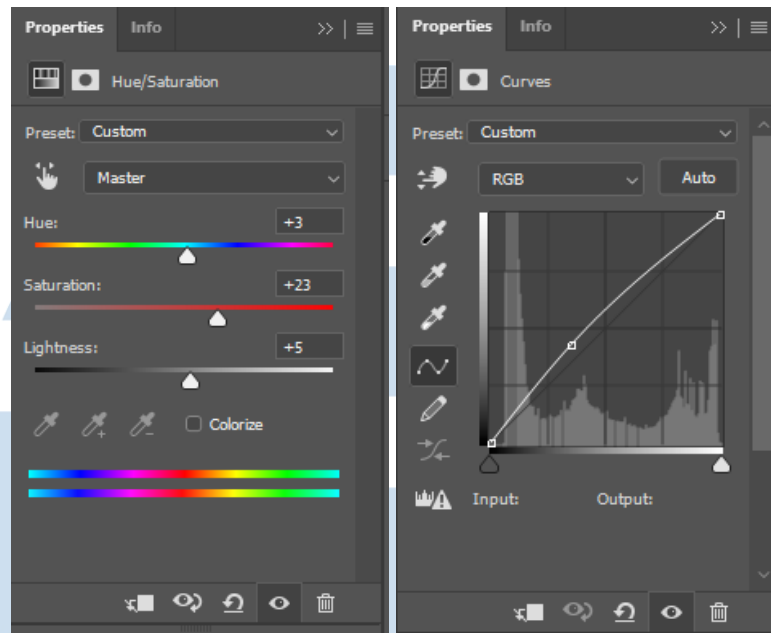 Properties Info
Hue/Saturation
Preset: Custom
Master
Hue: +3
Saturation: +23
Lightness: +5
Colorize
Properties Info
Curves
Preset: Custom
RGB Auto
Input: Output: